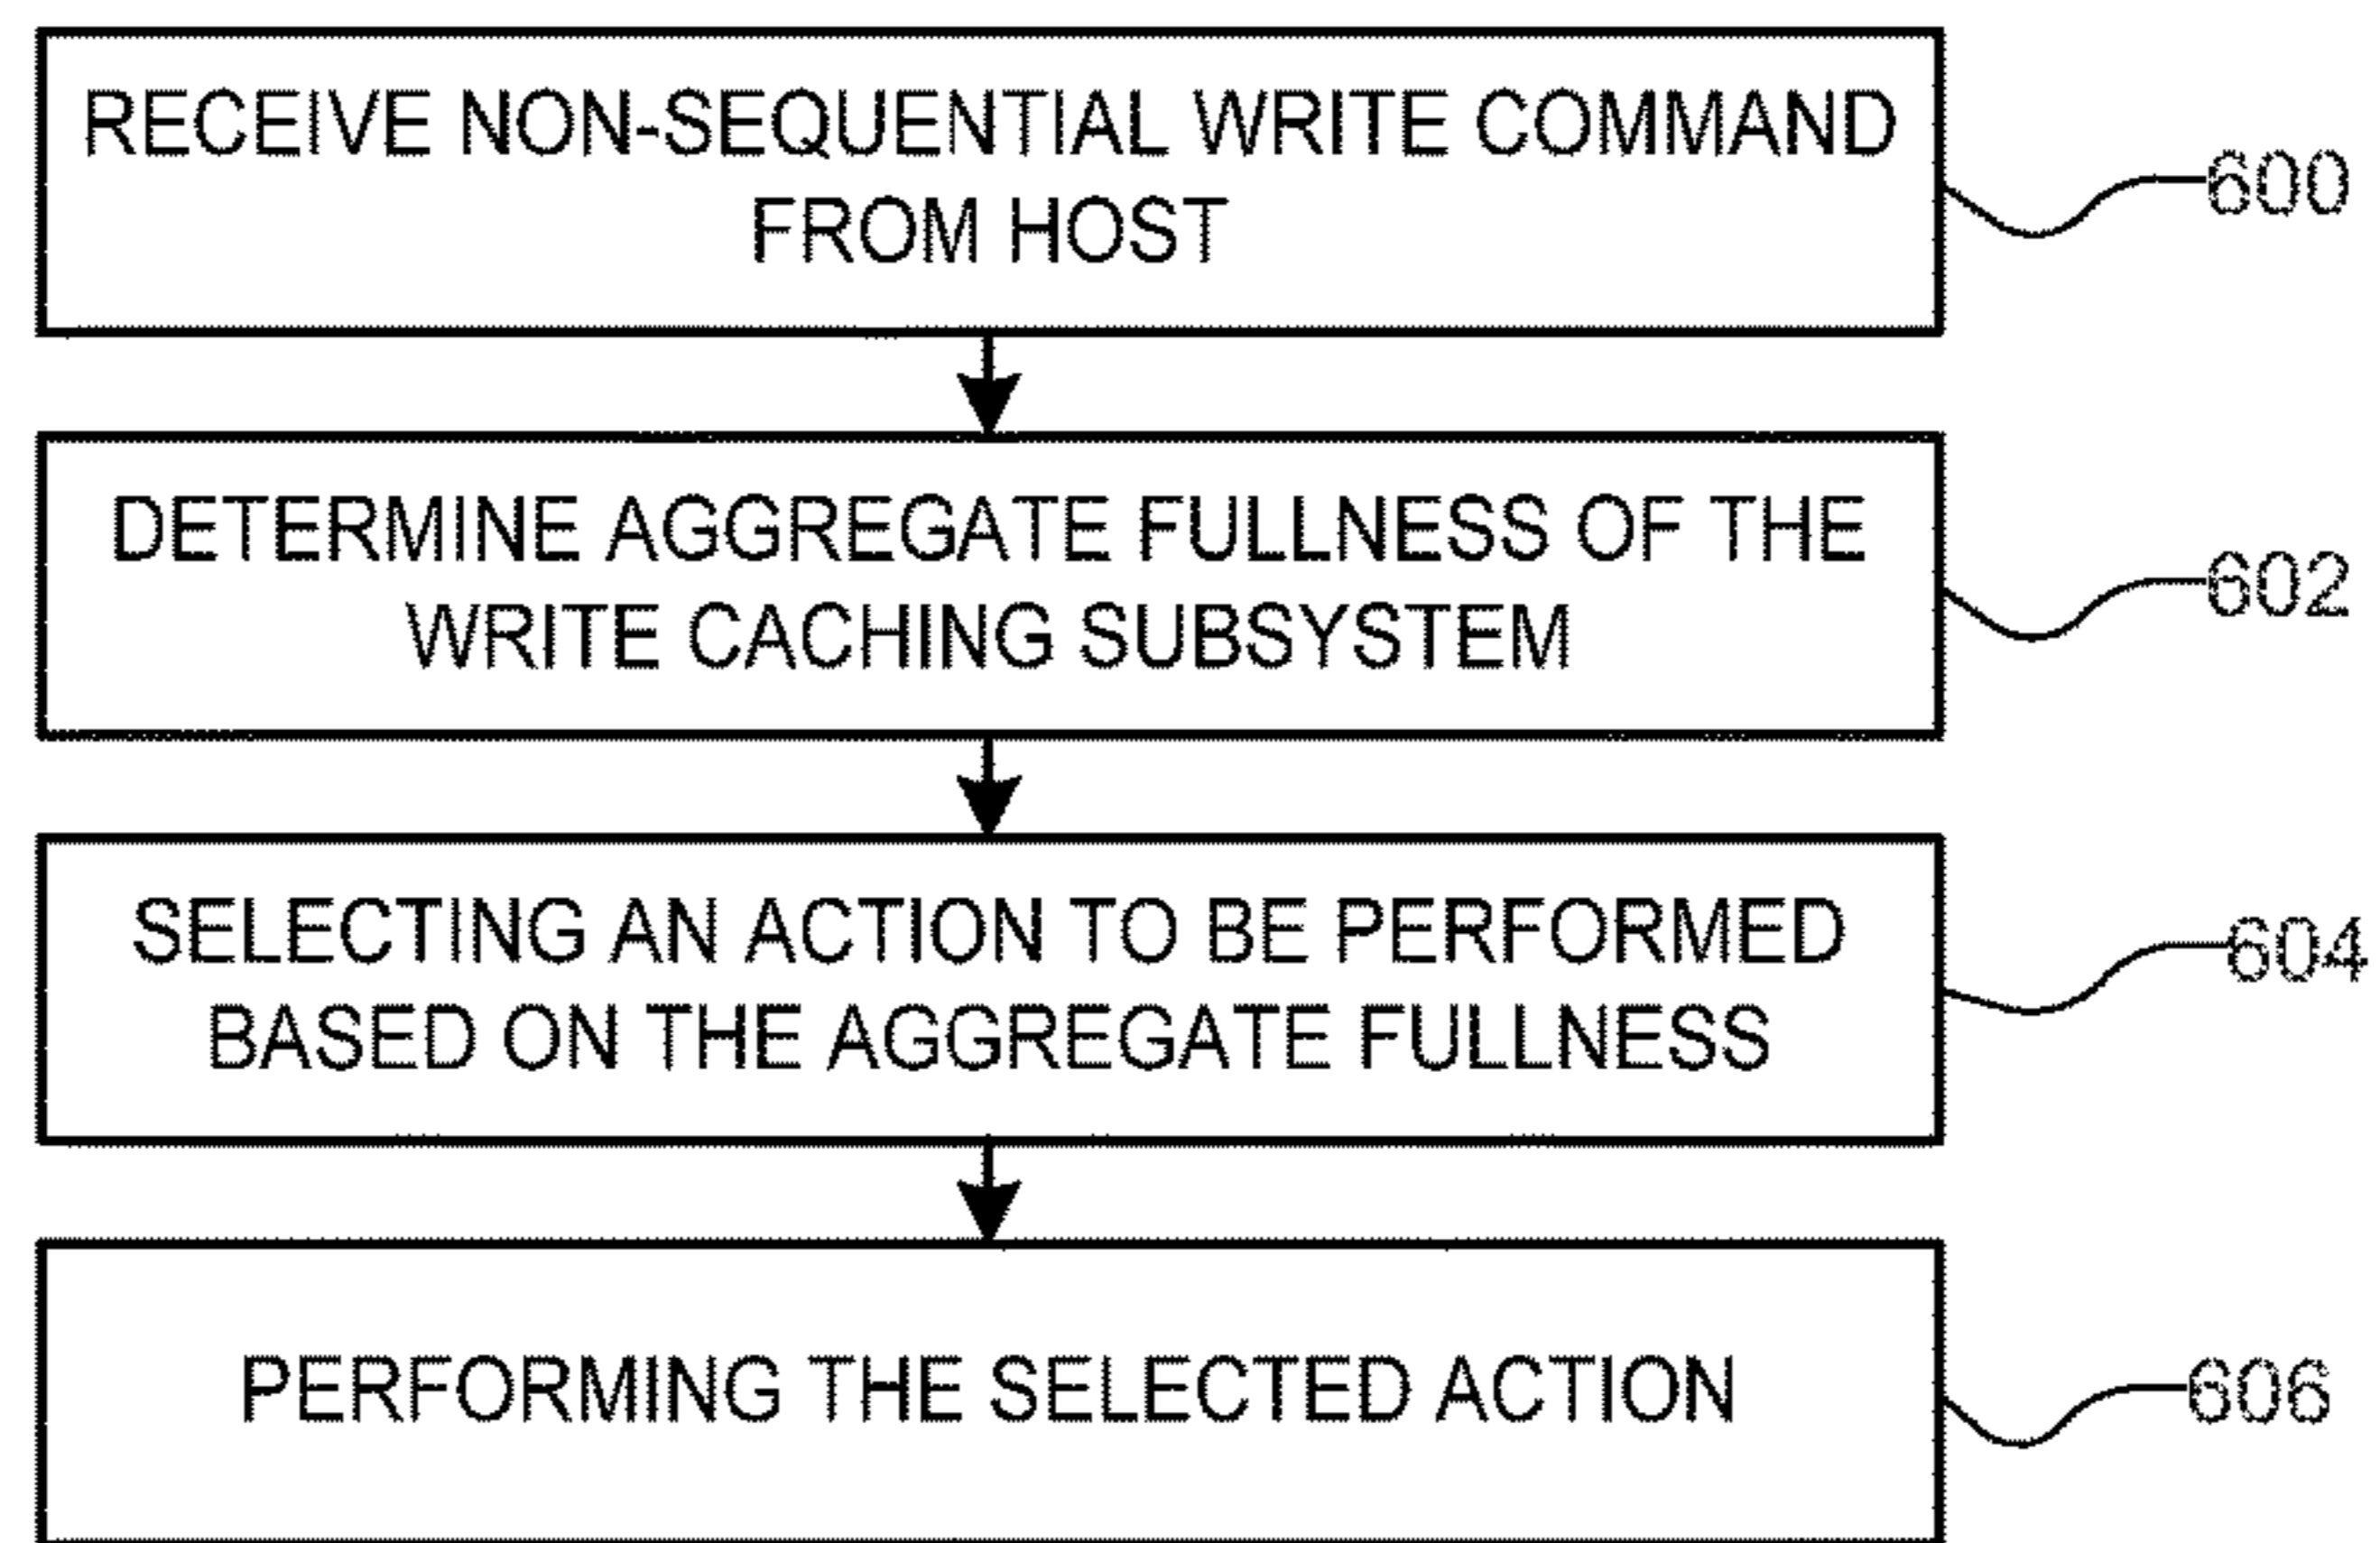 RECEIVE NON-SEQUENTIAL WRITE COMMAND
FROM HOST
600
DETERMINE AGGREGATE FULLNESS OF THE
WRITE CACHING SUBSYSTEM
602
SELECTING AN ACTION TO BE PERFORMED
BASED ON THE AGGREGATE FULLNESS
604
PERFORMING THE SELECTED ACTION
606